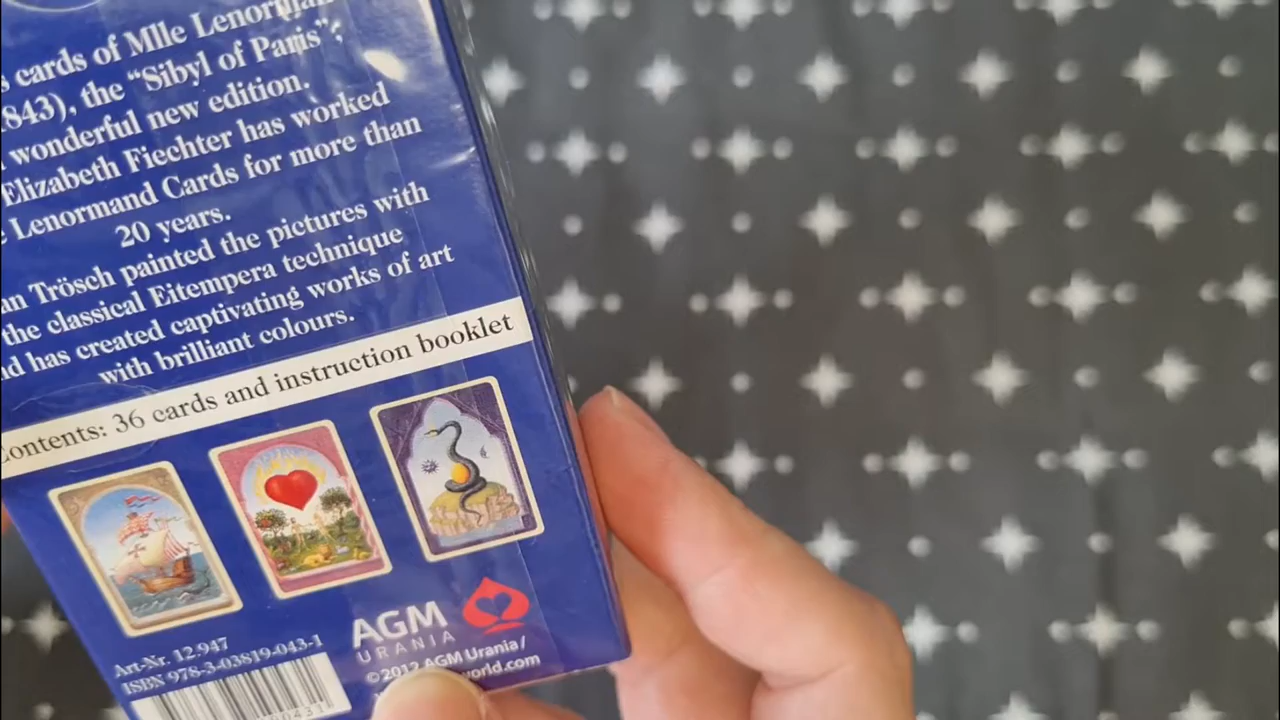 cards of Mlle Lenormman
843), the "Sibyl of Paris";
wonderful new edition.
Elizabeth Fiechter has worked
Lenormand Cards for more than
20 years.
Trösch painted the pictures with
the classical Eitempera technique
has created captivating works of art
with brilliant colours.
Contents: 36 cards and instruction booklet
AGM
URANIA
Art-Nr. 12.947
ISBN 978-3-03819-043-1
©2012 AGM Urania/
world.com